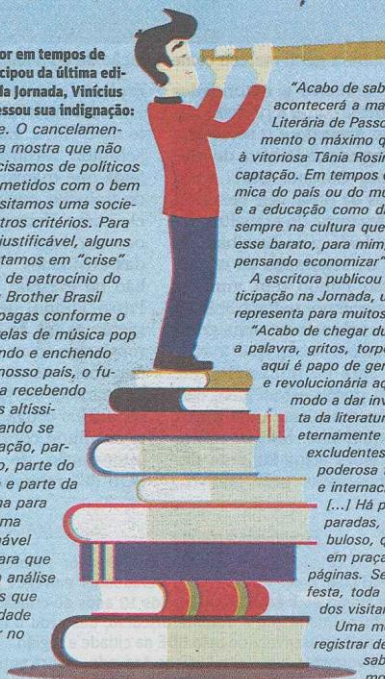 or em tempos de
cipou da última edi-
da Jornada, Vinícius
essou sua indignação:
e. O cancelamen-
a mostra que não
cisamos de políticos
metidos com o bem
sitamos uma socie-
tros critérios. Para
justificável, alguns
tamos em "crise"
de patrocínio do
Brother Brasil
pagas conforme o
elas de música pop
ndo e enchendo
nosso país, o fu-
a recebendo
s altíssi-
ando se
ação, par-
o, parte do
e parte da
na para
ma
nável
ara que
análise
s que
dade
r no
"Acabo de sab
acontecerá a ma
Literária de Passo
mento o máximo q
à vitoriosa Tânia Rosin
captação. Em tempos d
mica do país ou do mu
e a educação como da
sempre na cultura que
esse barato, para mim
pensando economizar"
A escritora publicou
ticipação na Jornada,
representa para muitos
"Acabo de chegar du
a palavra, gritos, torpe
aqui é papo de gen
e revolucionária aq
modo a dar inv
ta da literatur
eternamente
excludentes
poderosa
e internac
[...] Há p
paradas,
buloso, q
em praça
páginas. Se
festa, toda
dos visitar
Uma me
registrar de
sab
mo